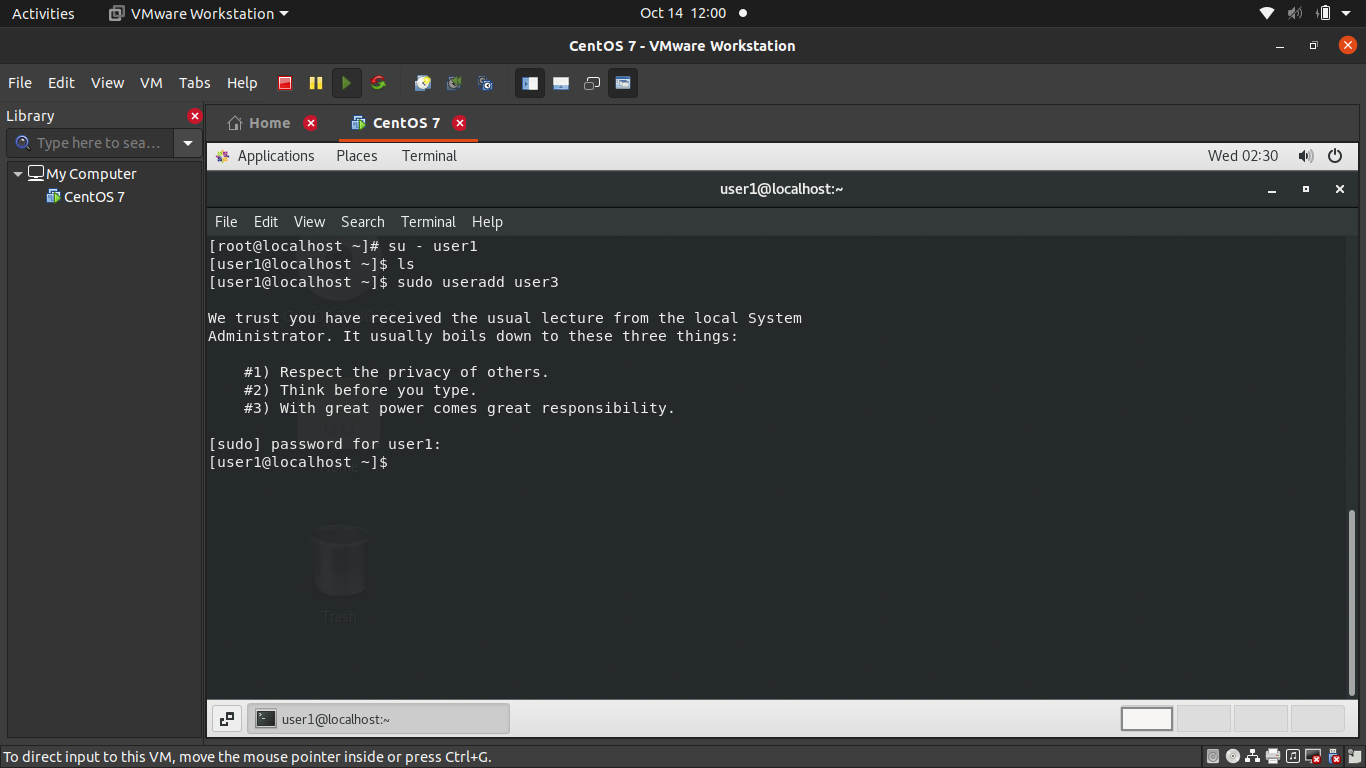 Activities VMware Workstation Oct 14 12:00
CentOS 7 - VMware Workstation
File Edit View VM Tabs Help
Library
Type here to sea...
My Computer
CentOS 7
Home CentOS 7
Applications Places Terminal Wed 02:30
user1@localhost:~
File Edit View Search Terminal Help
[root@localhost ~]# su - user1
[user1@localhost ~]$ ls
[user1@localhost ~]$ sudo useradd user3
We trust you have received the usual lecture from the local System
Administrator. It usually boils down to these three things:
#1) Respect the privacy of others.
#2) Think before you type.
#3) With great power comes great responsibility.
[sudo] password for user1:
[user1@localhost ~]$
Trash
user1@localhost:~
To direct input to this VM, move the mouse pointer inside or press Ctrl+G.